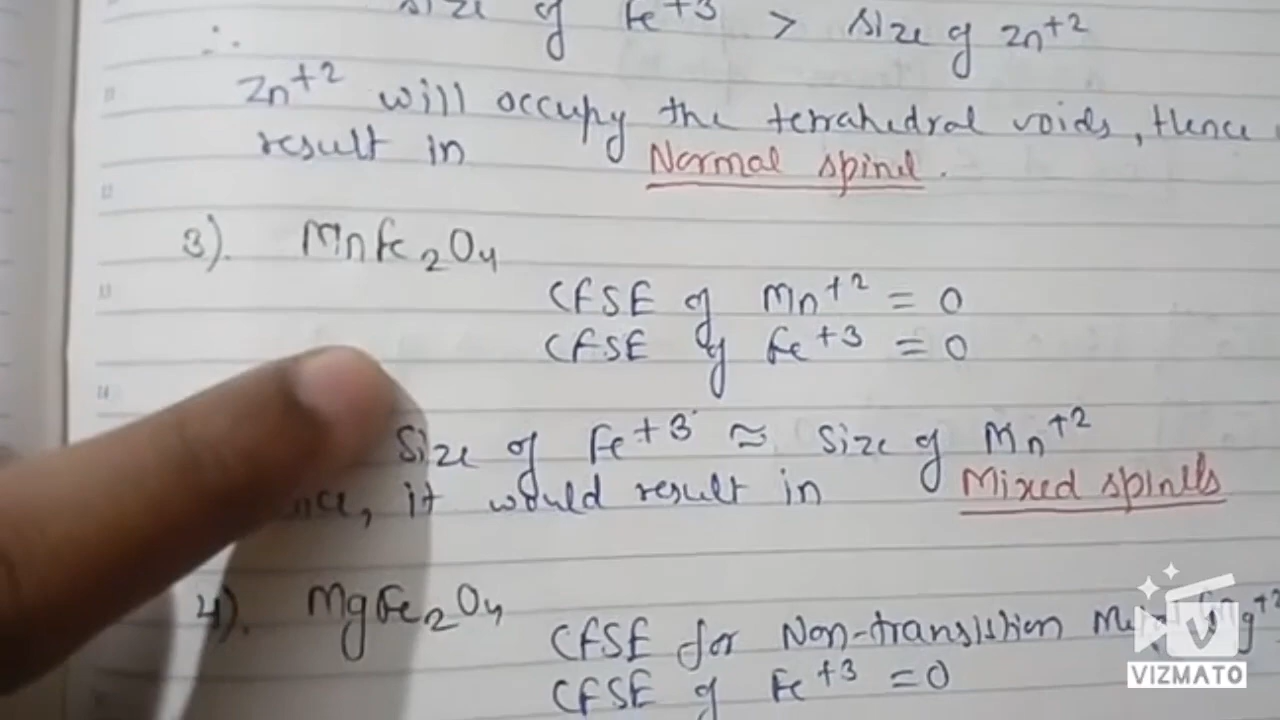 size of Fe+3 > size of Zn+2
∴
Zn+2 will occupy the tetrahedral voids, Hence
result in Normal spinel.
3). MnFe2O4
CFSE of Mn+2 = 0
CFSE of Fe+3 = 0
Size of Fe+3 ≈ Size of Mn+2
it would result in Mixed spinels
4). MgFe2O4
CFSE for Non-transistion
CFSE of Fe+3 = 0
VIZMATO